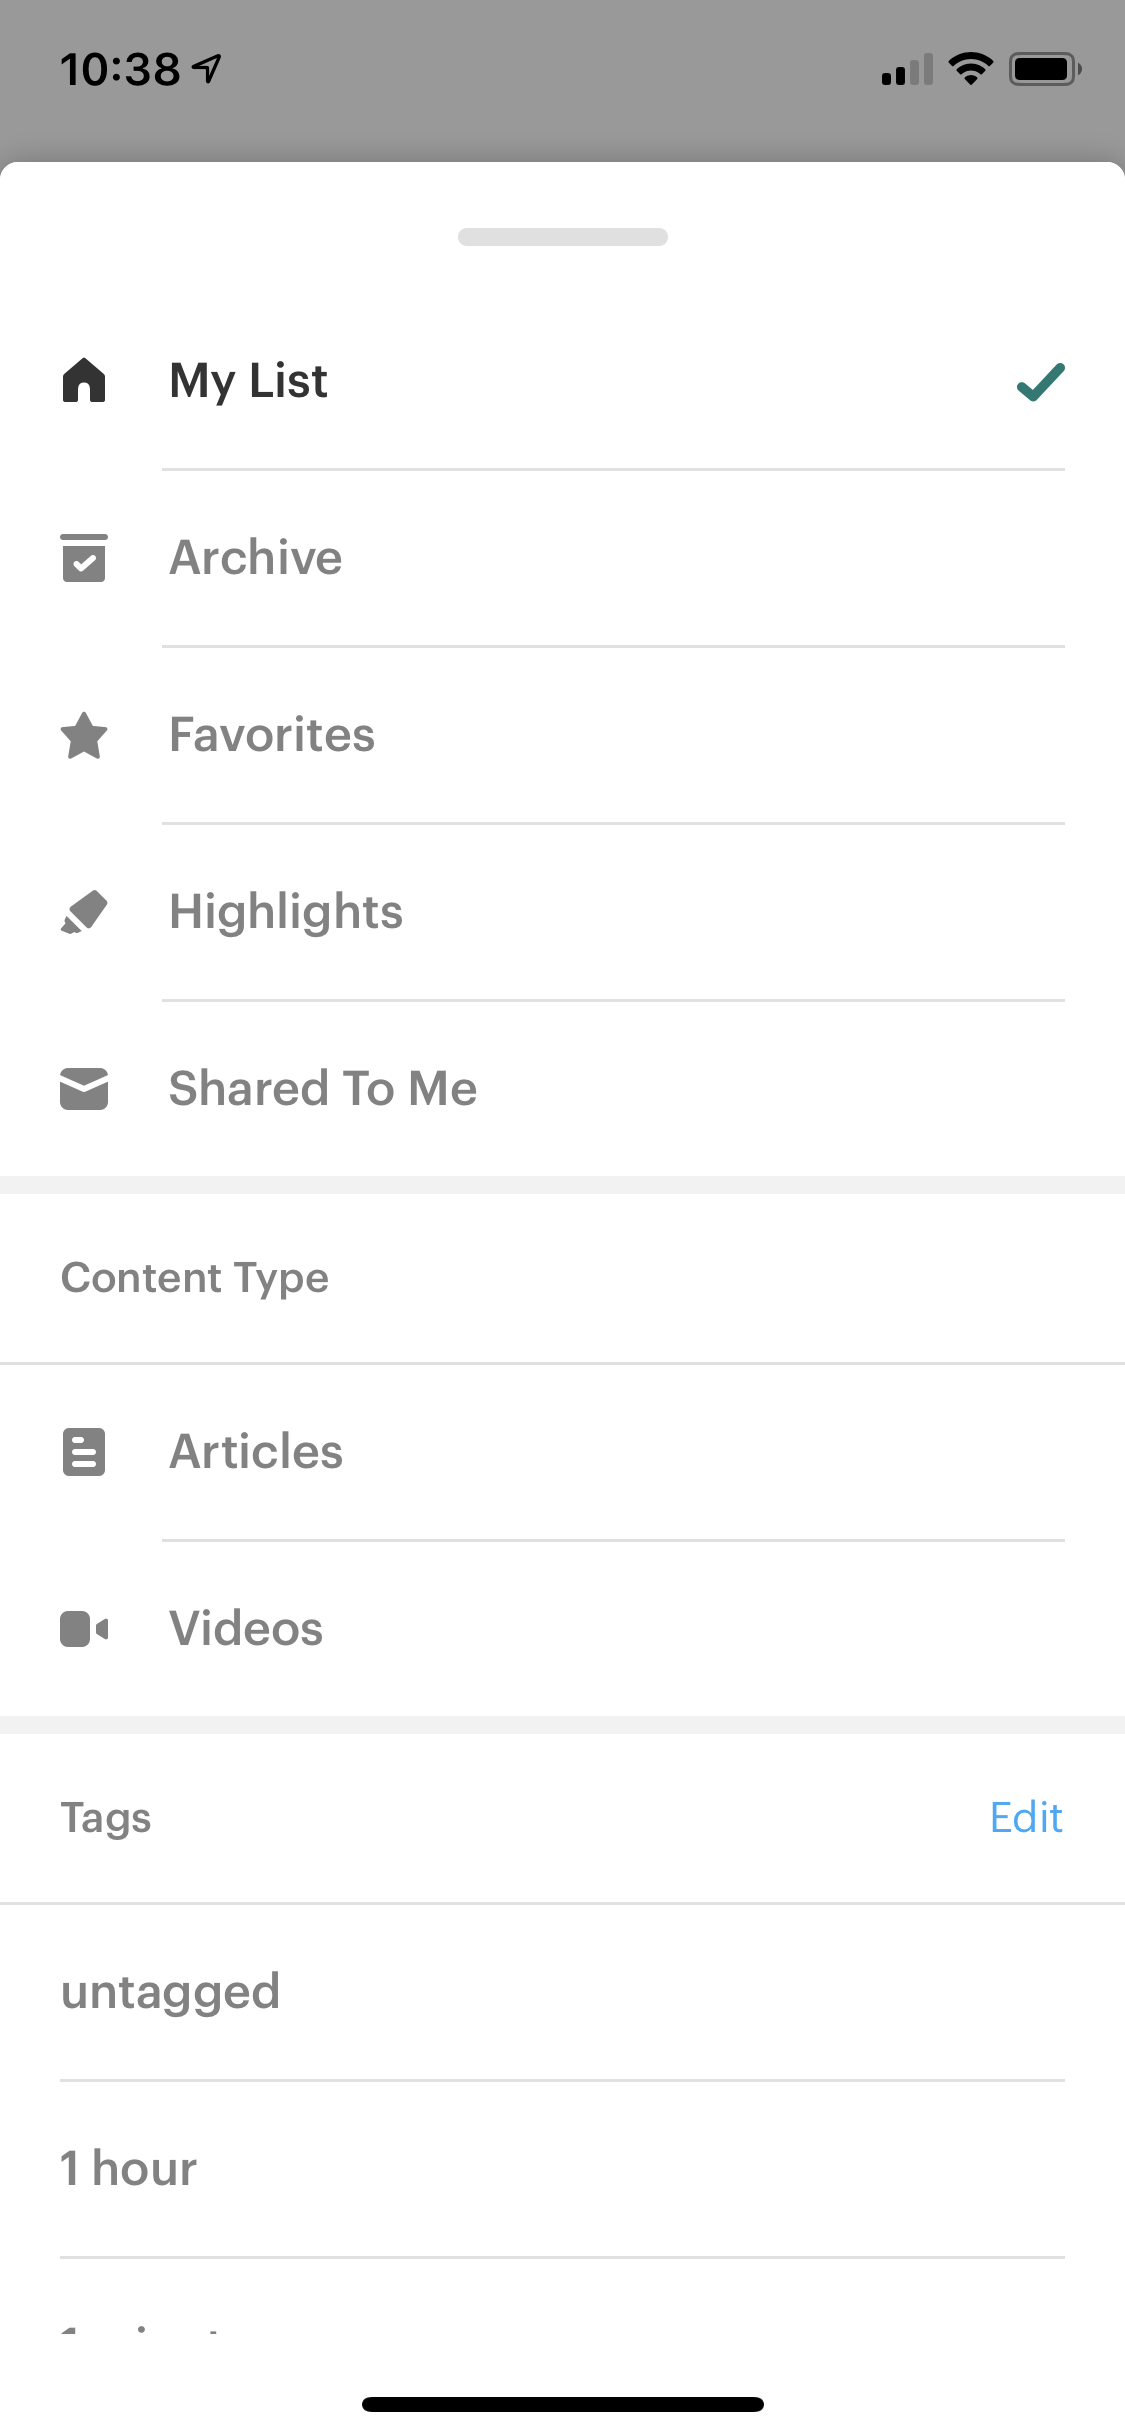 10:38
My List
Archive
Favorites
Highlights
Shared To Me
Content Type
Articles
Videos
Tags
Edit
untagged
1 hour